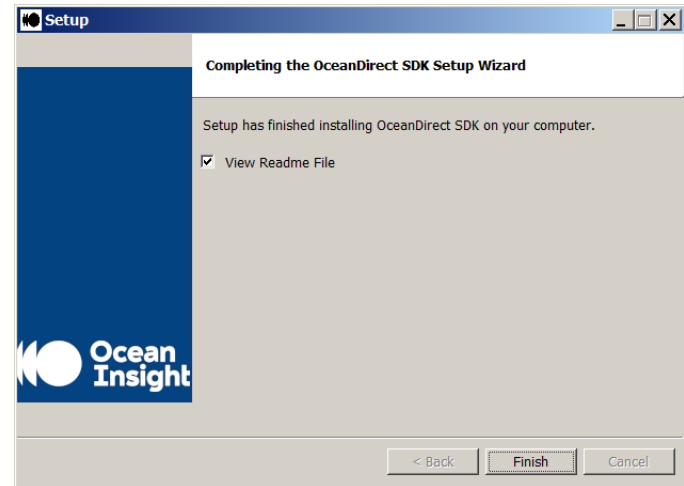 Setup
Completing the OceanDirect SDK Setup Wizard
Setup has finished installing OceanDirect SDK on your computer.
View Readme File
Ocean
Insight
< Back
Finish
Cancel